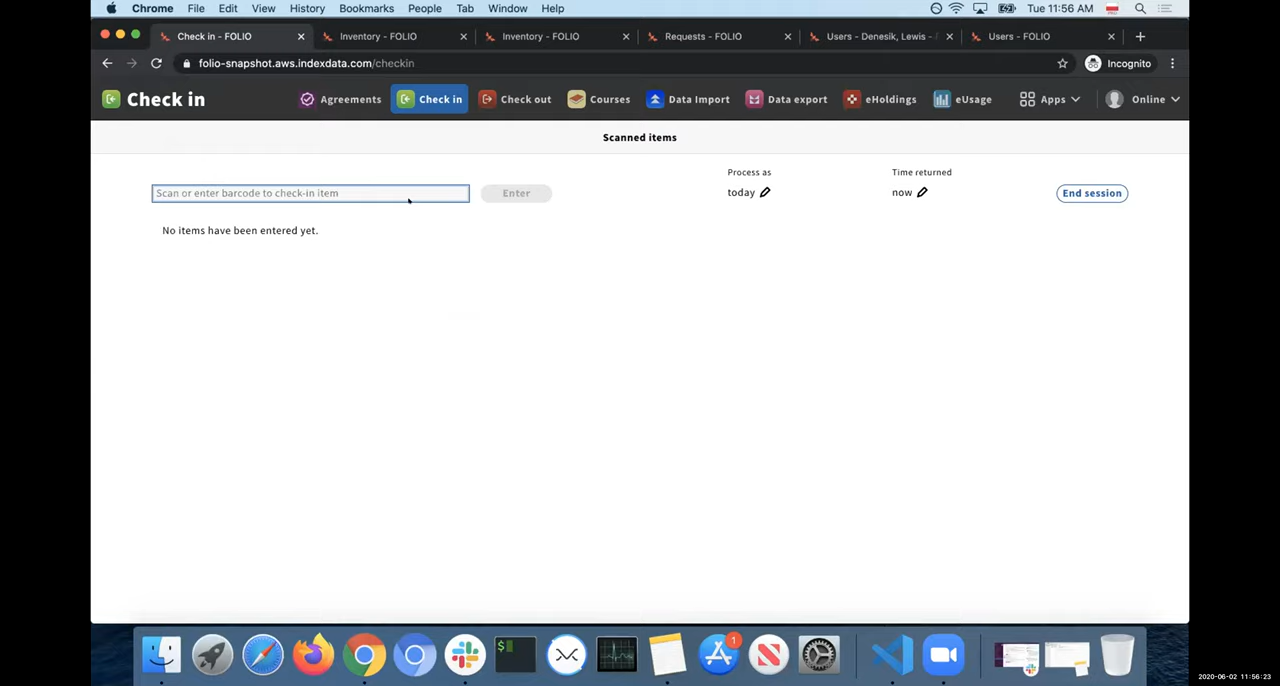 Chrome File Edit View History Bookmarks People Tab Window Help Tue 11:56 AM
Check in - FOLIO Inventory - FOLIO Inventory - FOLIO Requests - FOLIO Users - Denesik, Lewis - Users - FOLIO
folio-snapshot.aws.indexdata.com/checkin Incognito
Check in Agreements Check in Check out Courses Data Import Data export eHoldings eUsage Apps Online
Scanned items
Process as Time returned
Scan or enter barcode to check-in item Enter today now End session
No items have been entered yet.
1
$
2020-06-02 11:56:23